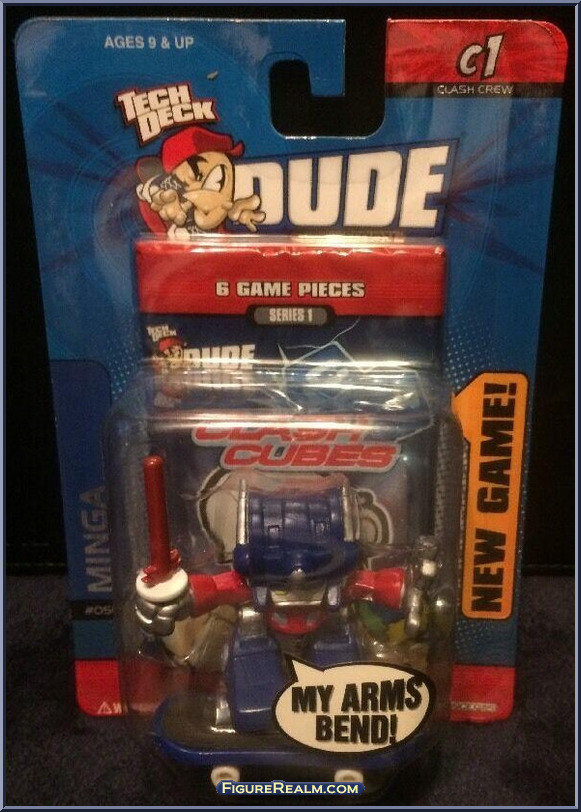 AGES 9 & UP
c1
CLASH CREW
TECH
DECK
DUDE
6 GAME PIECES
SERIES 1
TECH
DECK
DUDE
CLASH
CUBES
NEW GAME!
MINGA
MY ARMS
BEND!
FIGUREREALM.COM